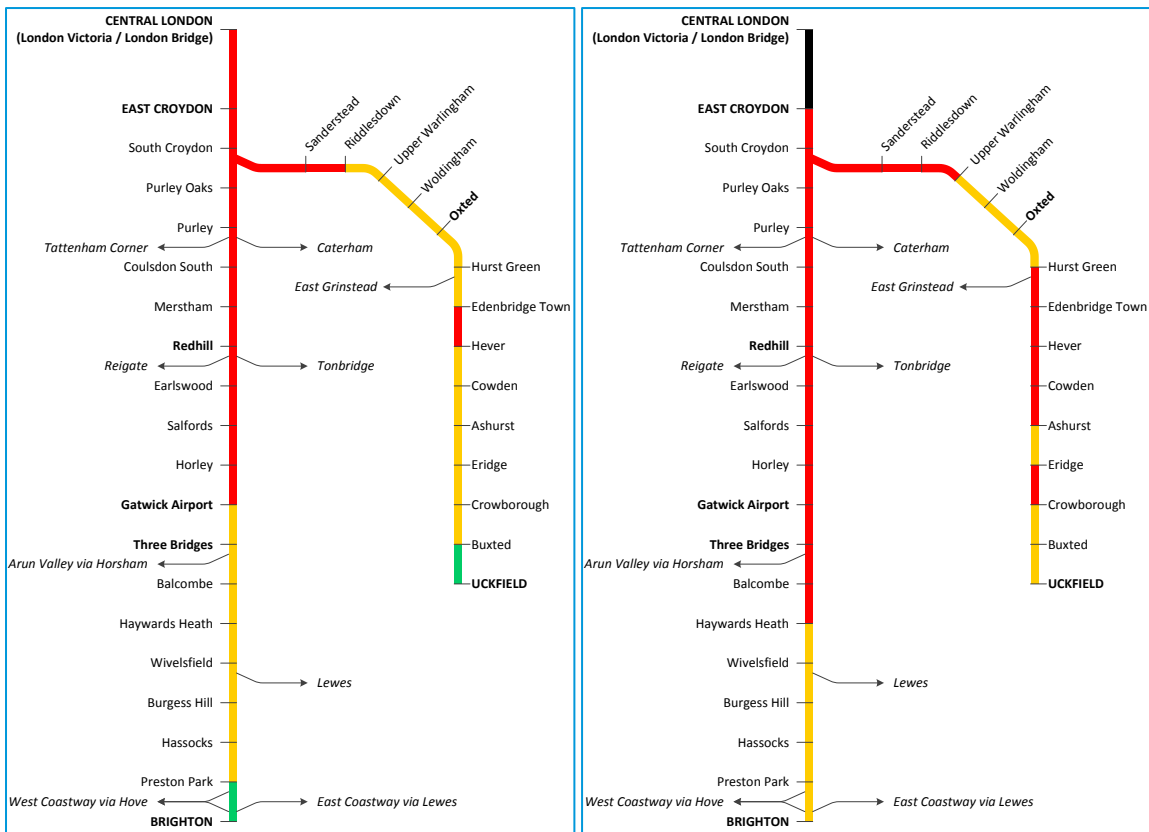 CENTRAL LONDON
(London Victoria / London Bridge)
EAST CROYDON
Sanderstead
Riddlesdown
Upper Warlingham
Woldingham
Oxted
South Croydon
Purley Oaks
Purley
Tattenham Corner
Caterham
Coulsdon South
Hurst Green
East Grinstead
Merstham
Edenbridge Town
Redhill
Hever
Reigate
Tonbridge
Earlswood
Cowden
Salfords
Ashurst
Horley
Eridge
Gatwick Airport
Crowborough
Three Bridges
Buxted
Arun Valley via Horsham
Balcombe
UCKFIELD
Haywards Heath
Wivelsfield
Lewes
Burgess Hill
Hassocks
Preston Park
West Coastway via Hove
East Coastway via Lewes
BRIGHTON
CENTRAL LONDON
(London Victoria / London Bridge)
EAST CROYDON
Sanderstead
Riddlesdown
Upper Warlingham
Woldingham
Oxted
South Croydon
Purley Oaks
Purley
Tattenham Corner
Caterham
Coulsdon South
Hurst Green
East Grinstead
Merstham
Edenbridge Town
Redhill
Hever
Reigate
Tonbridge
Earlswood
Cowden
Salfords
Ashurst
Horley
Eridge
Gatwick Airport
Crowborough
Three Bridges
Buxted
Arun Valley via Horsham
Balcombe
UCKFIELD
Haywards Heath
Wivelsfield
Lewes
Burgess Hill
Hassocks
Preston Park
West Coastway via Hove
East Coastway via Lewes
BRIGHTON